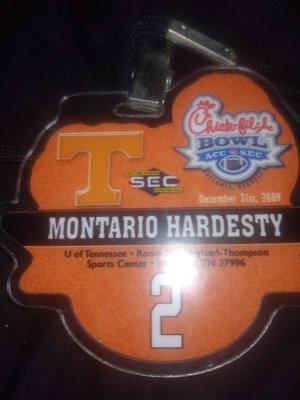 T
Chick-fil-A
BOWL
ACC SEC
SEC
December 31st, 2009
MONTARIO HARDESTY
U of Tennessee • Room
Sports Center • TN 37996
2